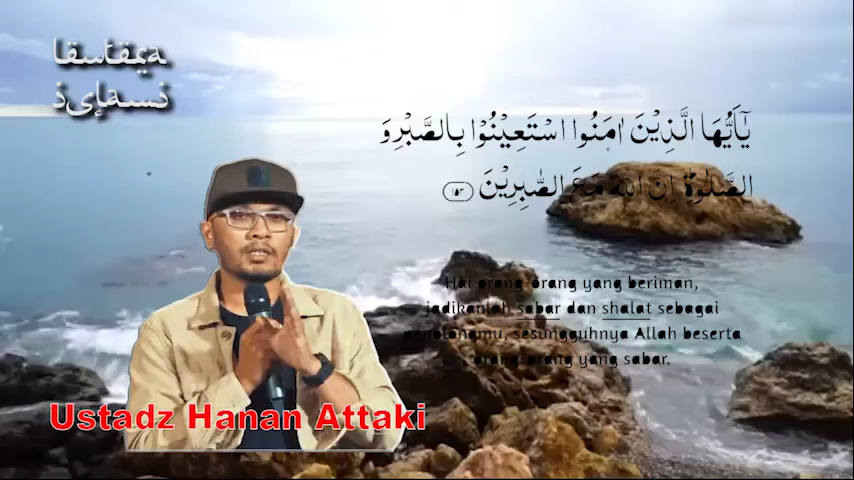 يٰٓاَيُّهَا الَّذِيْنَ اٰمَنُوا اسْتَعِيْنُوْا بِالصَّبْرِ وَ
الصَّلٰوةِ ۗ اِنَّ اللّٰهَ مَعَ الصّٰبِرِيْنَ ١٥٣
Hai orang-orang yang beriman,
jadikanlah sabar dan shalat sebagai
penolongmu, sesungguhnya Allah beserta
orang-orang yang sabar.
Ustadz Hanan Attaki